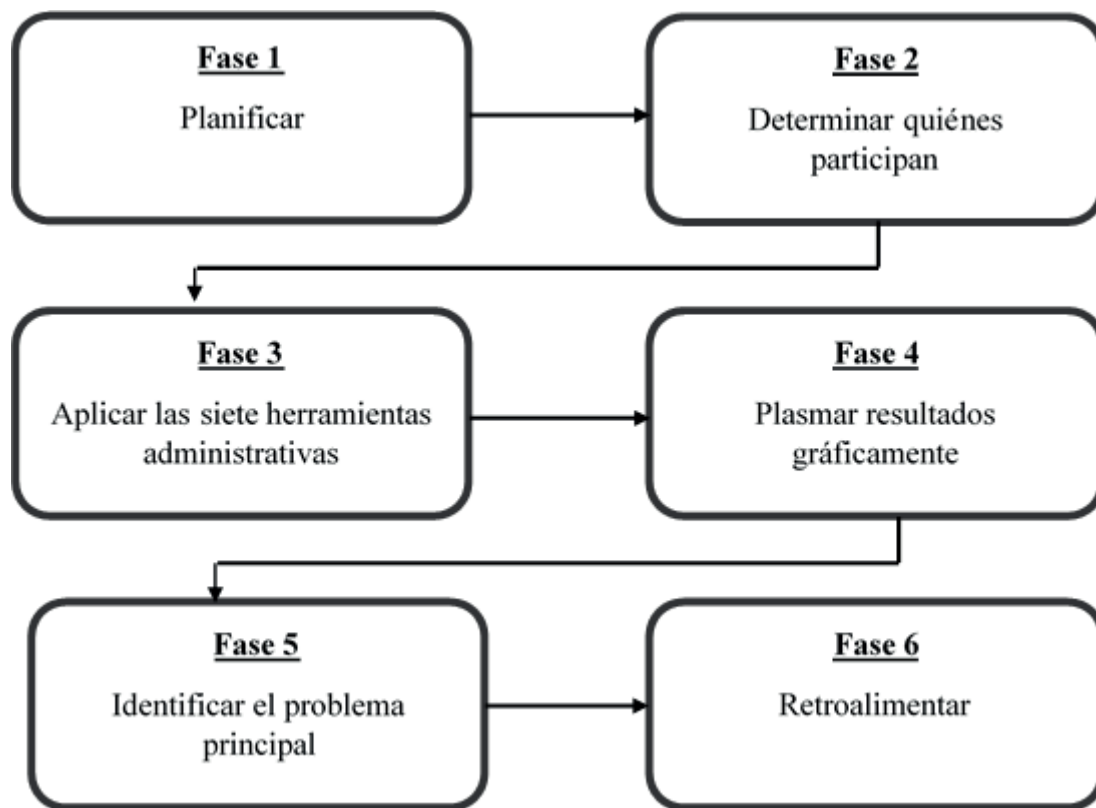 Fase 1
Planificar
Fase 2
Determinar quiénes
participan
Fase 3
Aplicar las siete herramientas
administrativas
Fase 4
Plasmar resultados
gráficamente
Fase 5
Identificar el problema
principal
Fase 6
Retroalimentar